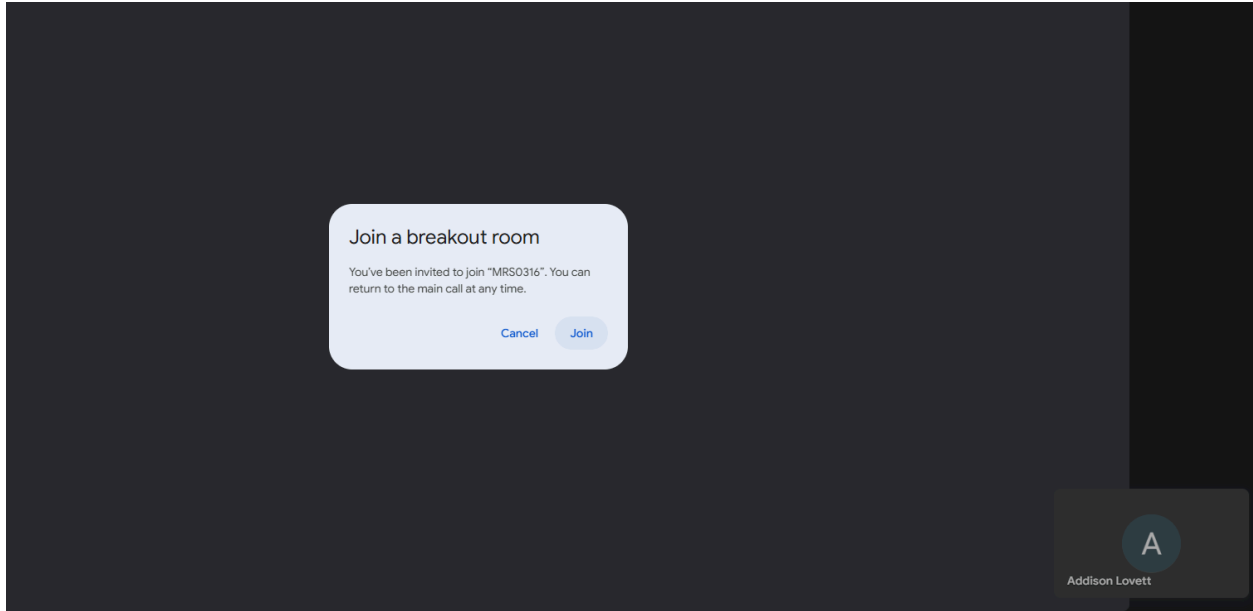 Join a breakout room
You've been invited to join “MRS0316”. You can
return to the main call at any time.
Cancel Join
A
Addison Lovett